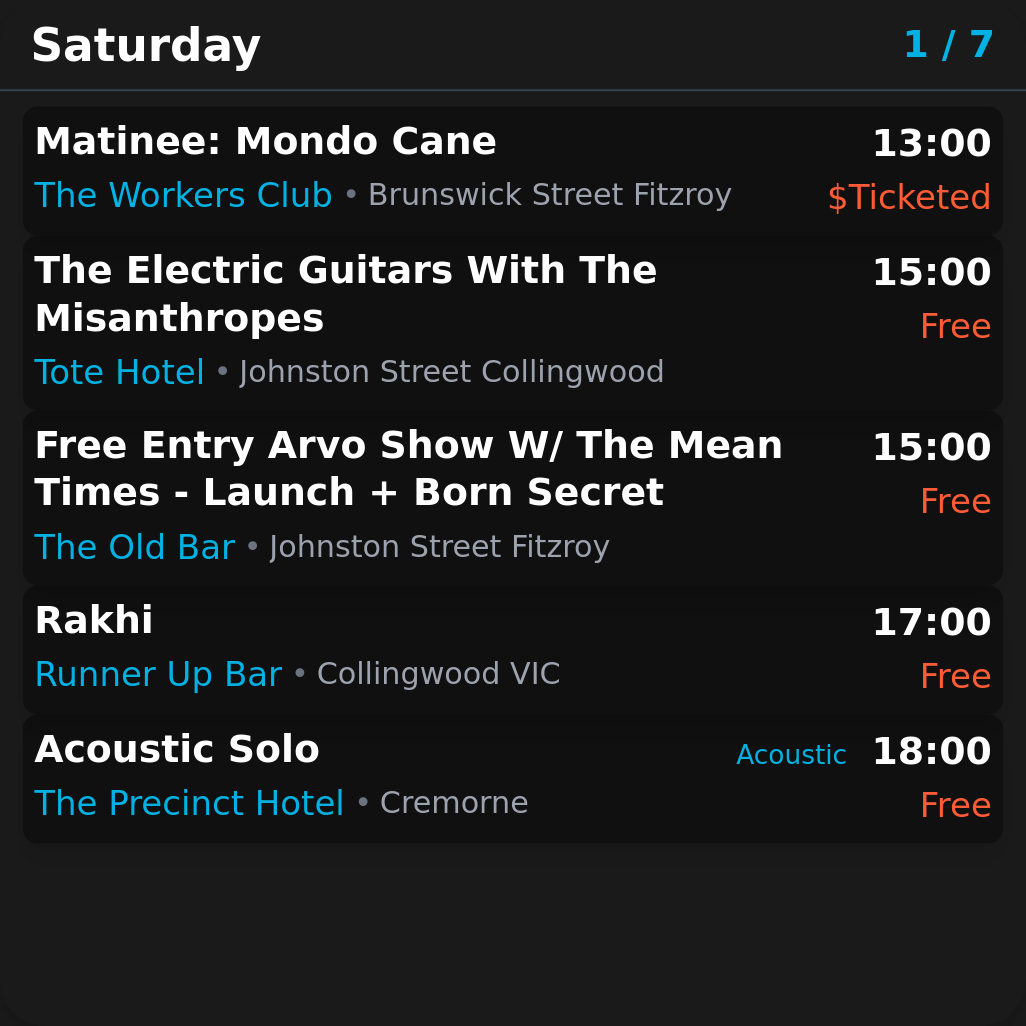 Saturday 1 / 7
Matinee: Mondo Cane 13:00
The Workers Club • Brunswick Street Fitzroy $Ticketed
The Electric Guitars With The 15:00
Misanthropes Free
Tote Hotel • Johnston Street Collingwood
Free Entry Arvo Show W/ The Mean 15:00
Times - Launch + Born Secret Free
The Old Bar • Johnston Street Fitzroy
Rakhi 17:00
Runner Up Bar • Collingwood VIC Free
Acoustic Solo Acoustic 18:00
The Precinct Hotel • Cremorne Free